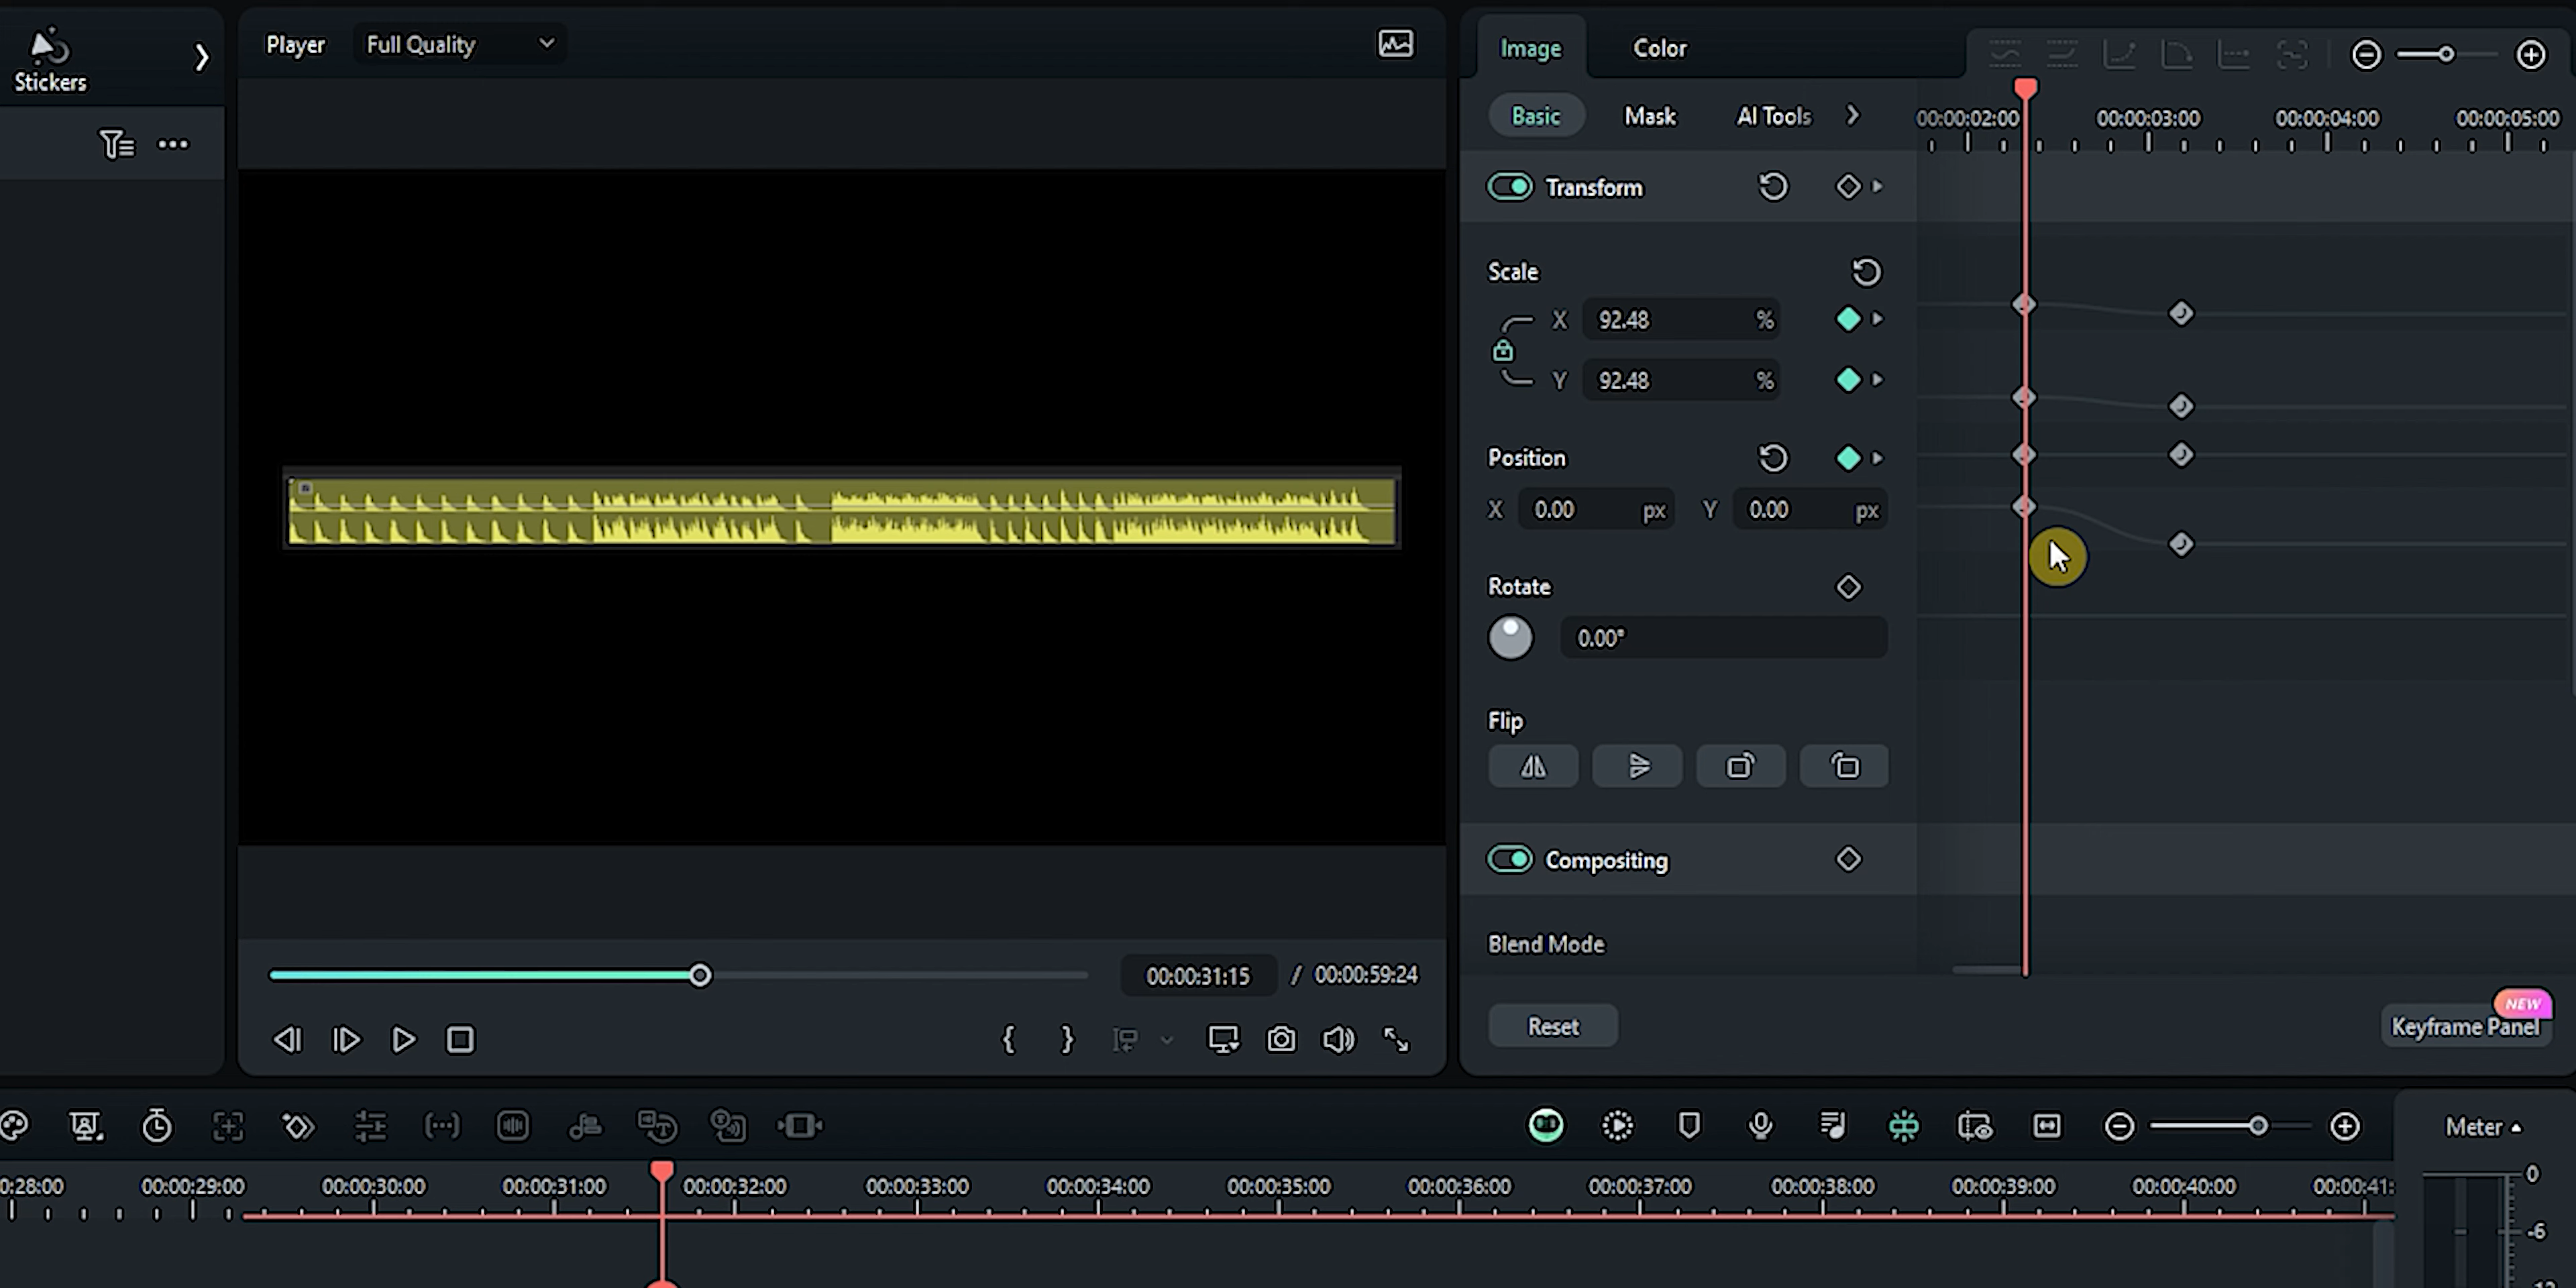 Stickers
Player
Full Quality
Image
Color
Basic
Mask
AI Tools
00:00:02:00
00:00:03:00
00:00:04:00
00:00:05:00
Transform
Scale
X 92.48 %
Y 92.48 %
Position
X 0.00 px Y 0.00 px
Rotate
0.00°
Flip
Compositing
Blend Mode
00:00:31:15 / 00:00:59:24
Reset
NEW
Keyframe Panel
Meter
0:28:00 00:00:29:00 00:00:30:00 00:00:31:00 00:00:32:00 00:00:33:00 00:00:34:00 00:00:35:00 00:00:36:00 00:00:37:00 00:00:38:00 00:00:39:00 00:00:40:00 00:00:41:
0
-6